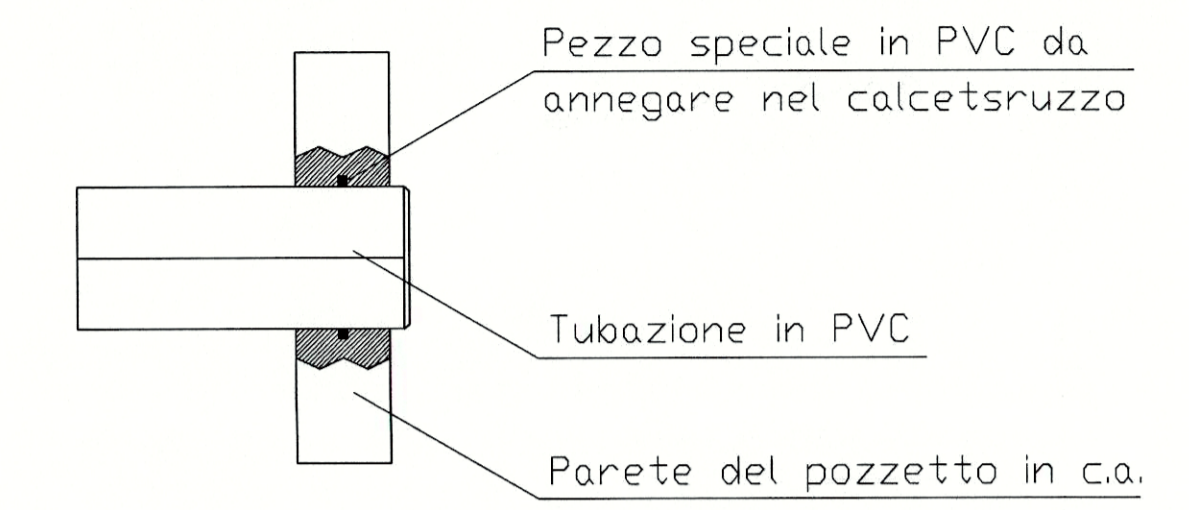 Pezzo speciale in PVC da
annegare nel calcetsruzzo
Tubazione in PVC
Parete del pozzetto in c.a.